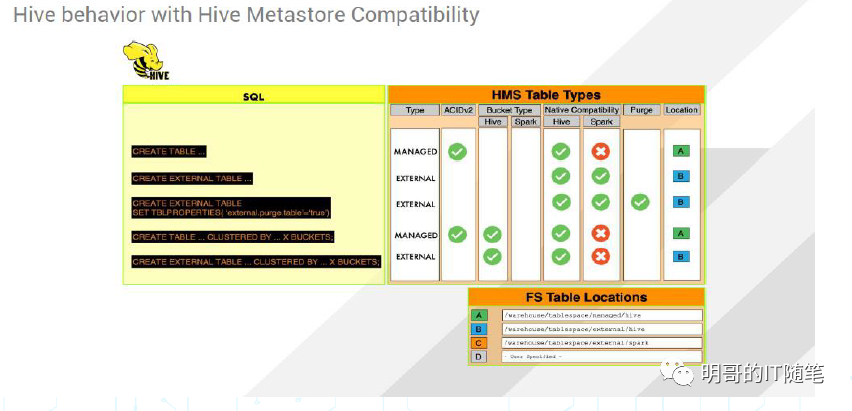 Hive behavior with Hive Metastore Compatibility
HIVE
SQL
HMS Table Types
Type ACIDv2 Bucket Type Native Compatibility Purge Location
Hive Spark Hive Spark
CREATE TABLE ...
MANAGED A
CREATE EXTERNAL TABLE ...
EXTERNAL B
CREATE EXTERNAL TABLE
SET TBLPROPERTIES( 'external.purge.table'='true')
EXTERNAL B
CREATE TABLE ... CLUSTERED BY ... X BUCKETS;
MANAGED A
CREATE EXTERNAL TABLE ... CLUSTERED BY ... X BUCKETS;
EXTERNAL B
FS Table Locations
A /warehouse/tablespace/managed/hive
B /warehouse/tablespace/external/hive
C /warehouse/tablespace/external/spark
D - User Specified -
明哥的IT随笔